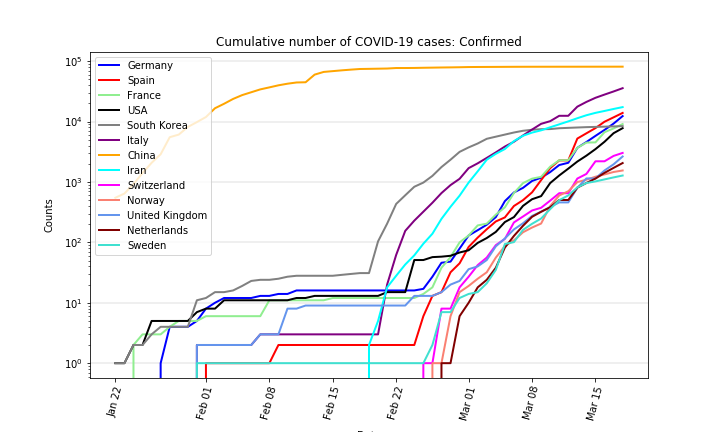 Cumulative number of COVID-19 cases: Confirmed
Counts
10⁵
10⁴
10³
10²
10¹
10⁰
Germany
Spain
France
USA
South Korea
Italy
China
Iran
Switzerland
Norway
United Kingdom
Netherlands
Sweden
Jan 22
Feb 01
Feb 08
Feb 15
Feb 22
Mar 01
Mar 08
Mar 15